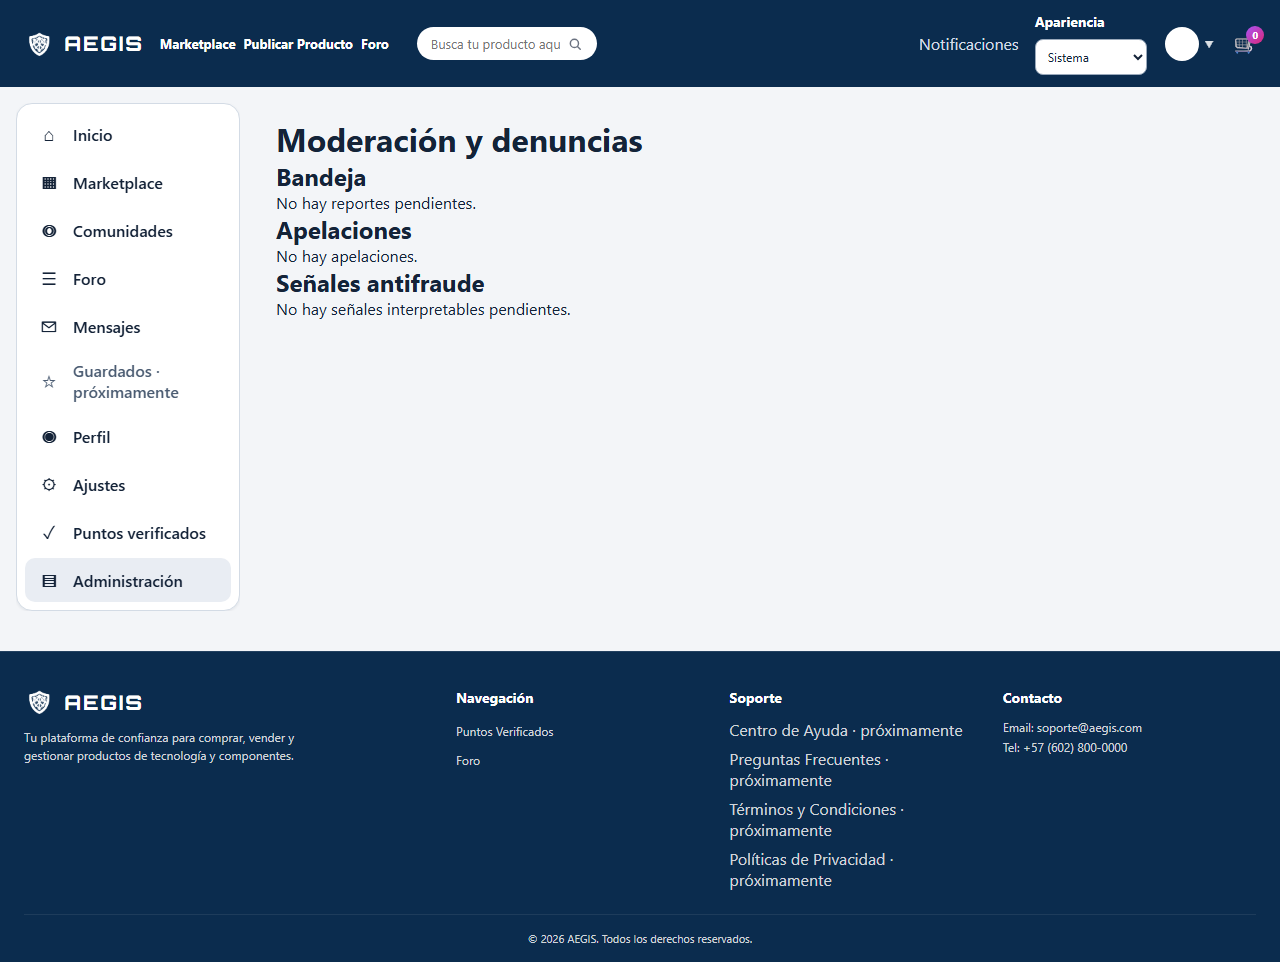 AEGIS
Marketplace Publicar Producto Foro
Busca tu producto aqu
Notificaciones
Apariencia
Sistema
0
Inicio
Marketplace
Comunidades
Foro
Mensajes
Guardados ·
próximamente
Perfil
Ajustes
Puntos verificados
Administración
Moderación y denuncias
Bandeja
No hay reportes pendientes.
Apelaciones
No hay apelaciones.
Señales antifraude
No hay señales interpretables pendientes.
AEGIS
Tu plataforma de confianza para comprar, vender y
gestionar productos de tecnología y componentes.
Navegación
Puntos Verificados
Foro
Soporte
Centro de Ayuda · próximamente
Preguntas Frecuentes ·
próximamente
Términos y Condiciones ·
próximamente
Políticas de Privacidad ·
próximamente
Contacto
Email: soporte@aegis.com
Tel: +57 (602) 800-0000
© 2026 AEGIS. Todos los derechos reservados.